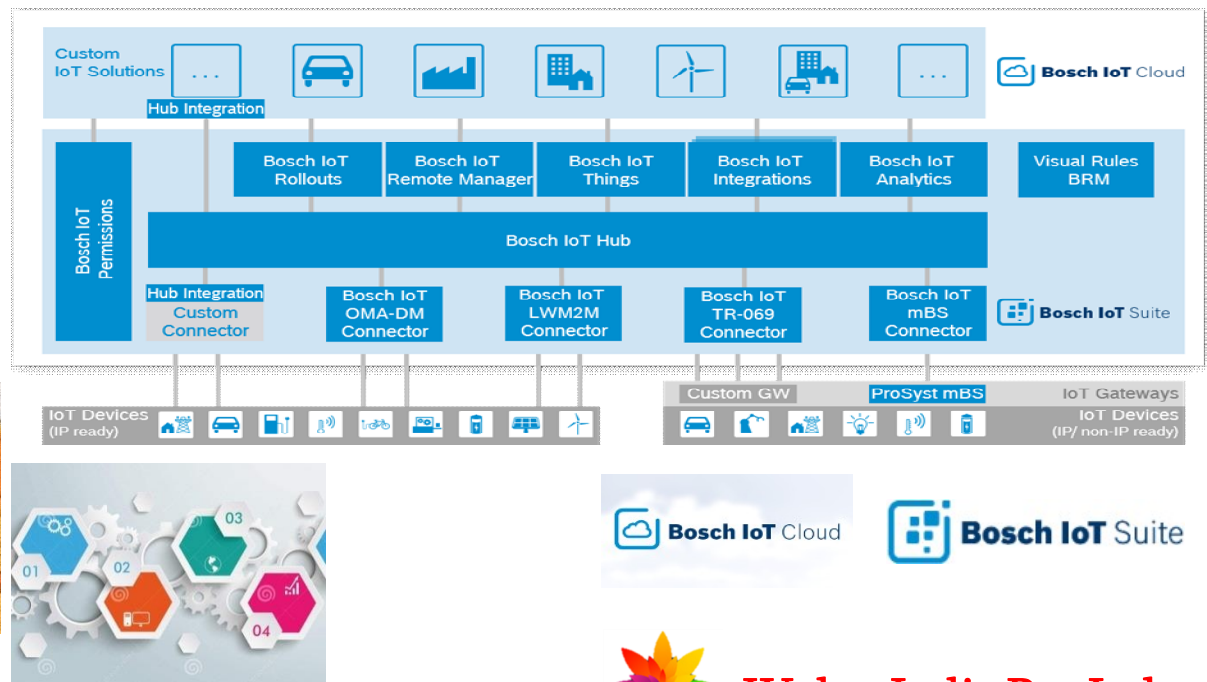 Custom
IoT Solutions
...
...
Bosch IoT Cloud
Hub Integration
Bosch IoT
Permissions
Bosch IoT
Rollouts
Bosch IoT
Remote Manager
Bosch IoT
Things
Bosch IoT
Integrations
Bosch IoT
Analytics
Visual Rules
BRM
Bosch IoT Hub
Hub Integration
Custom
Connector
Bosch IoT
OMA-DM
Connector
Bosch IoT
LWM2M
Connector
Bosch IoT
TR-069
Connector
Bosch IoT
mBS
Connector
Bosch IoT Suite
Custom GW
ProSyst mBS
IoT Gateways
IoT Devices
(IP ready)
IoT Devices
(IP/ non-IP ready)
01
02
03
04
Bosch IoT Cloud
Bosch IoT Suite